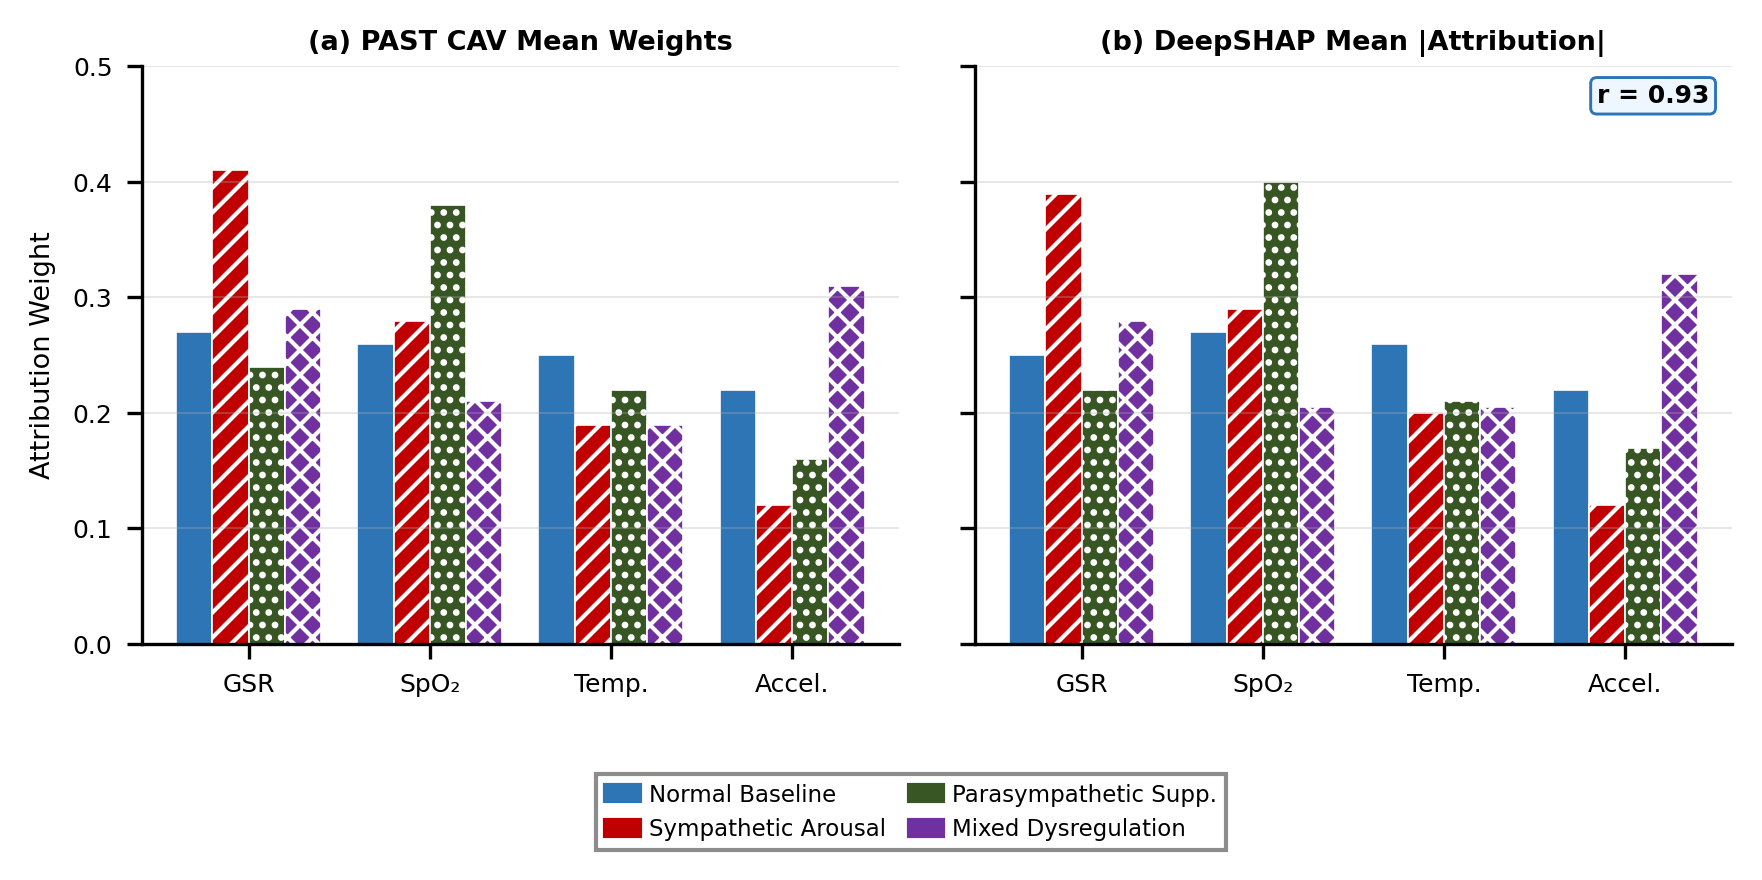 (a) PAST CAV Mean Weights
(b) DeepSHAP Mean |Attribution|
r = 0.93
Attribution Weight
0.5
0.4
0.3
0.2
0.1
0.0
GSR SpO₂ Temp. Accel.
GSR SpO₂ Temp. Accel.
Normal Baseline Parasympathetic Supp.
Sympathetic Arousal Mixed Dysregulation